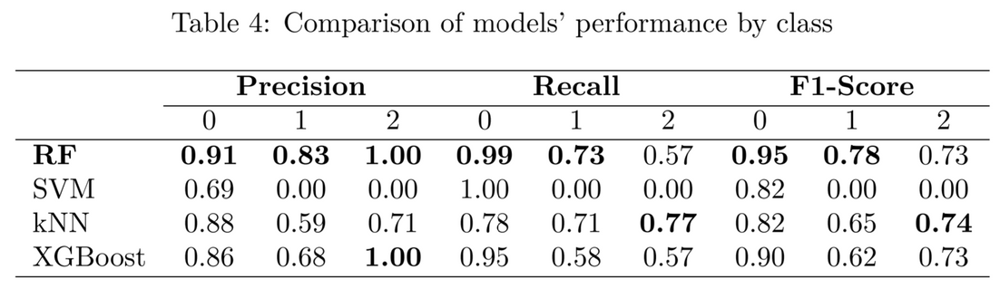 Table 4: Comparison of models' performance by class
Precision Recall F1-Score
0 1 2 0 1 2 0 1 2
RF 0.91 0.83 1.00 0.99 0.73 0.57 0.95 0.78 0.73
SVM 0.69 0.00 0.00 1.00 0.00 0.00 0.82 0.00 0.00
kNN 0.88 0.59 0.71 0.78 0.71 0.77 0.82 0.65 0.74
XGBoost 0.86 0.68 1.00 0.95 0.58 0.57 0.90 0.62 0.73